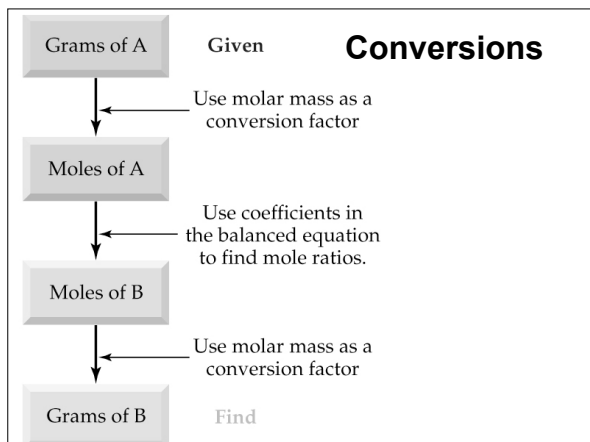 Grams of A
Given
Conversions
Use molar mass as a
conversion factor
Moles of A
Use coefficients in
the balanced equation
to find mole ratios.
Moles of B
Use molar mass as a
conversion factor
Grams of B
Find